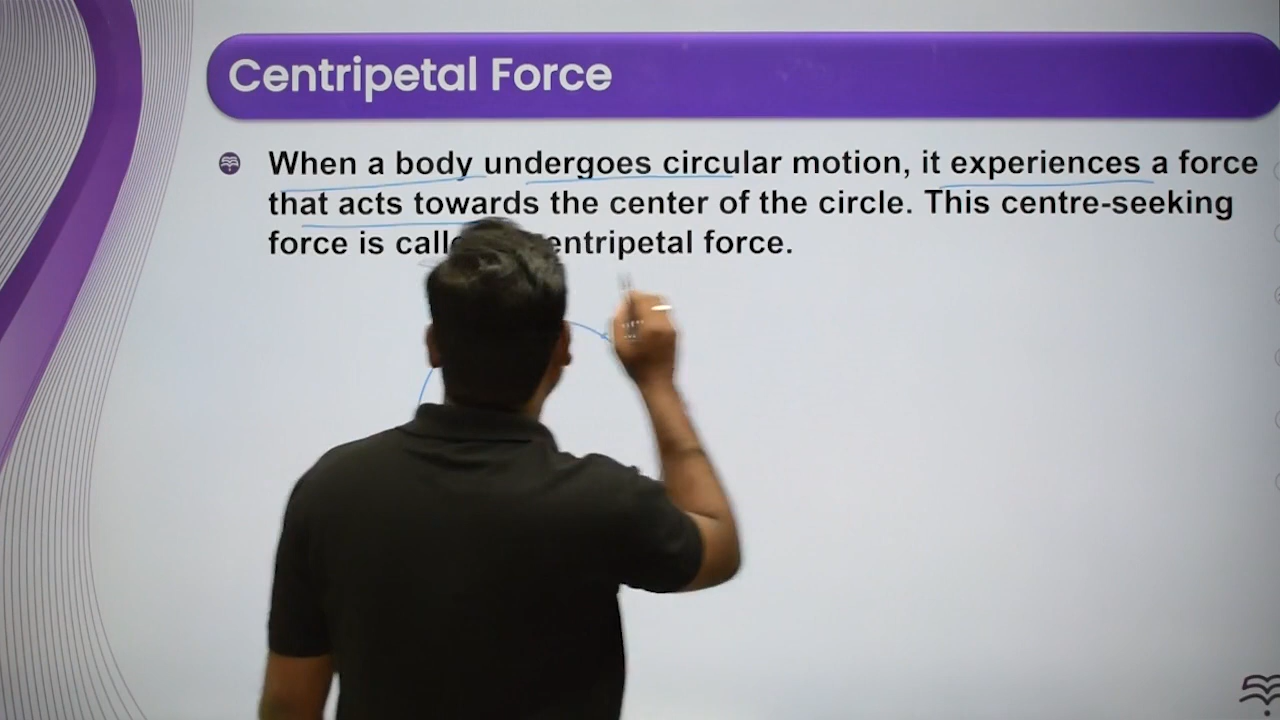 Centripetal Force
When a body undergoes circular motion, it experiences a force
that acts towards the center of the circle. This centre-seeking
force is entripetal force.